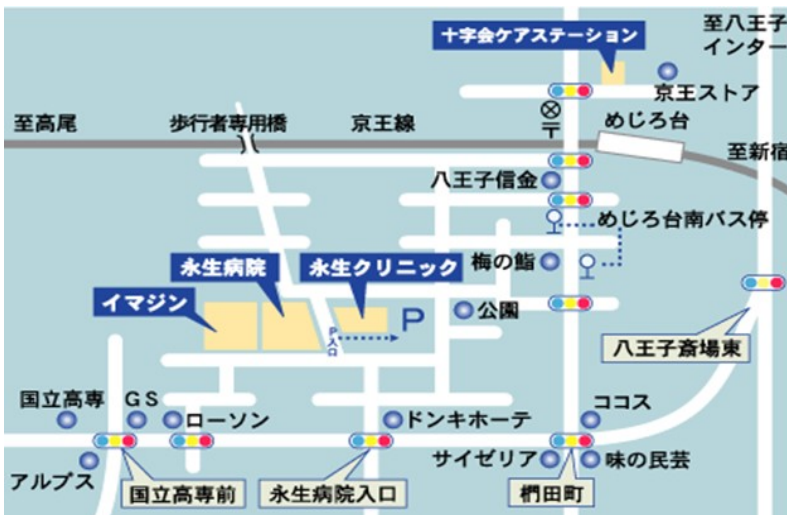 十字会ケアステーション
至八王子
インター
京王ストア
〒
めじろ台
至高尾
歩行者専用橋
京王線
至新宿
八王子信金
めじろ台南バス停
永生病院
永生クリニック
梅の鮨
イマジン
P
公園
P入口
八王子斎場東
国立高専
GS
ローソン
ドンキホーテ
ココス
アルプス
サイゼリア
味の民芸
国立高専前
永生病院入口
椚田町